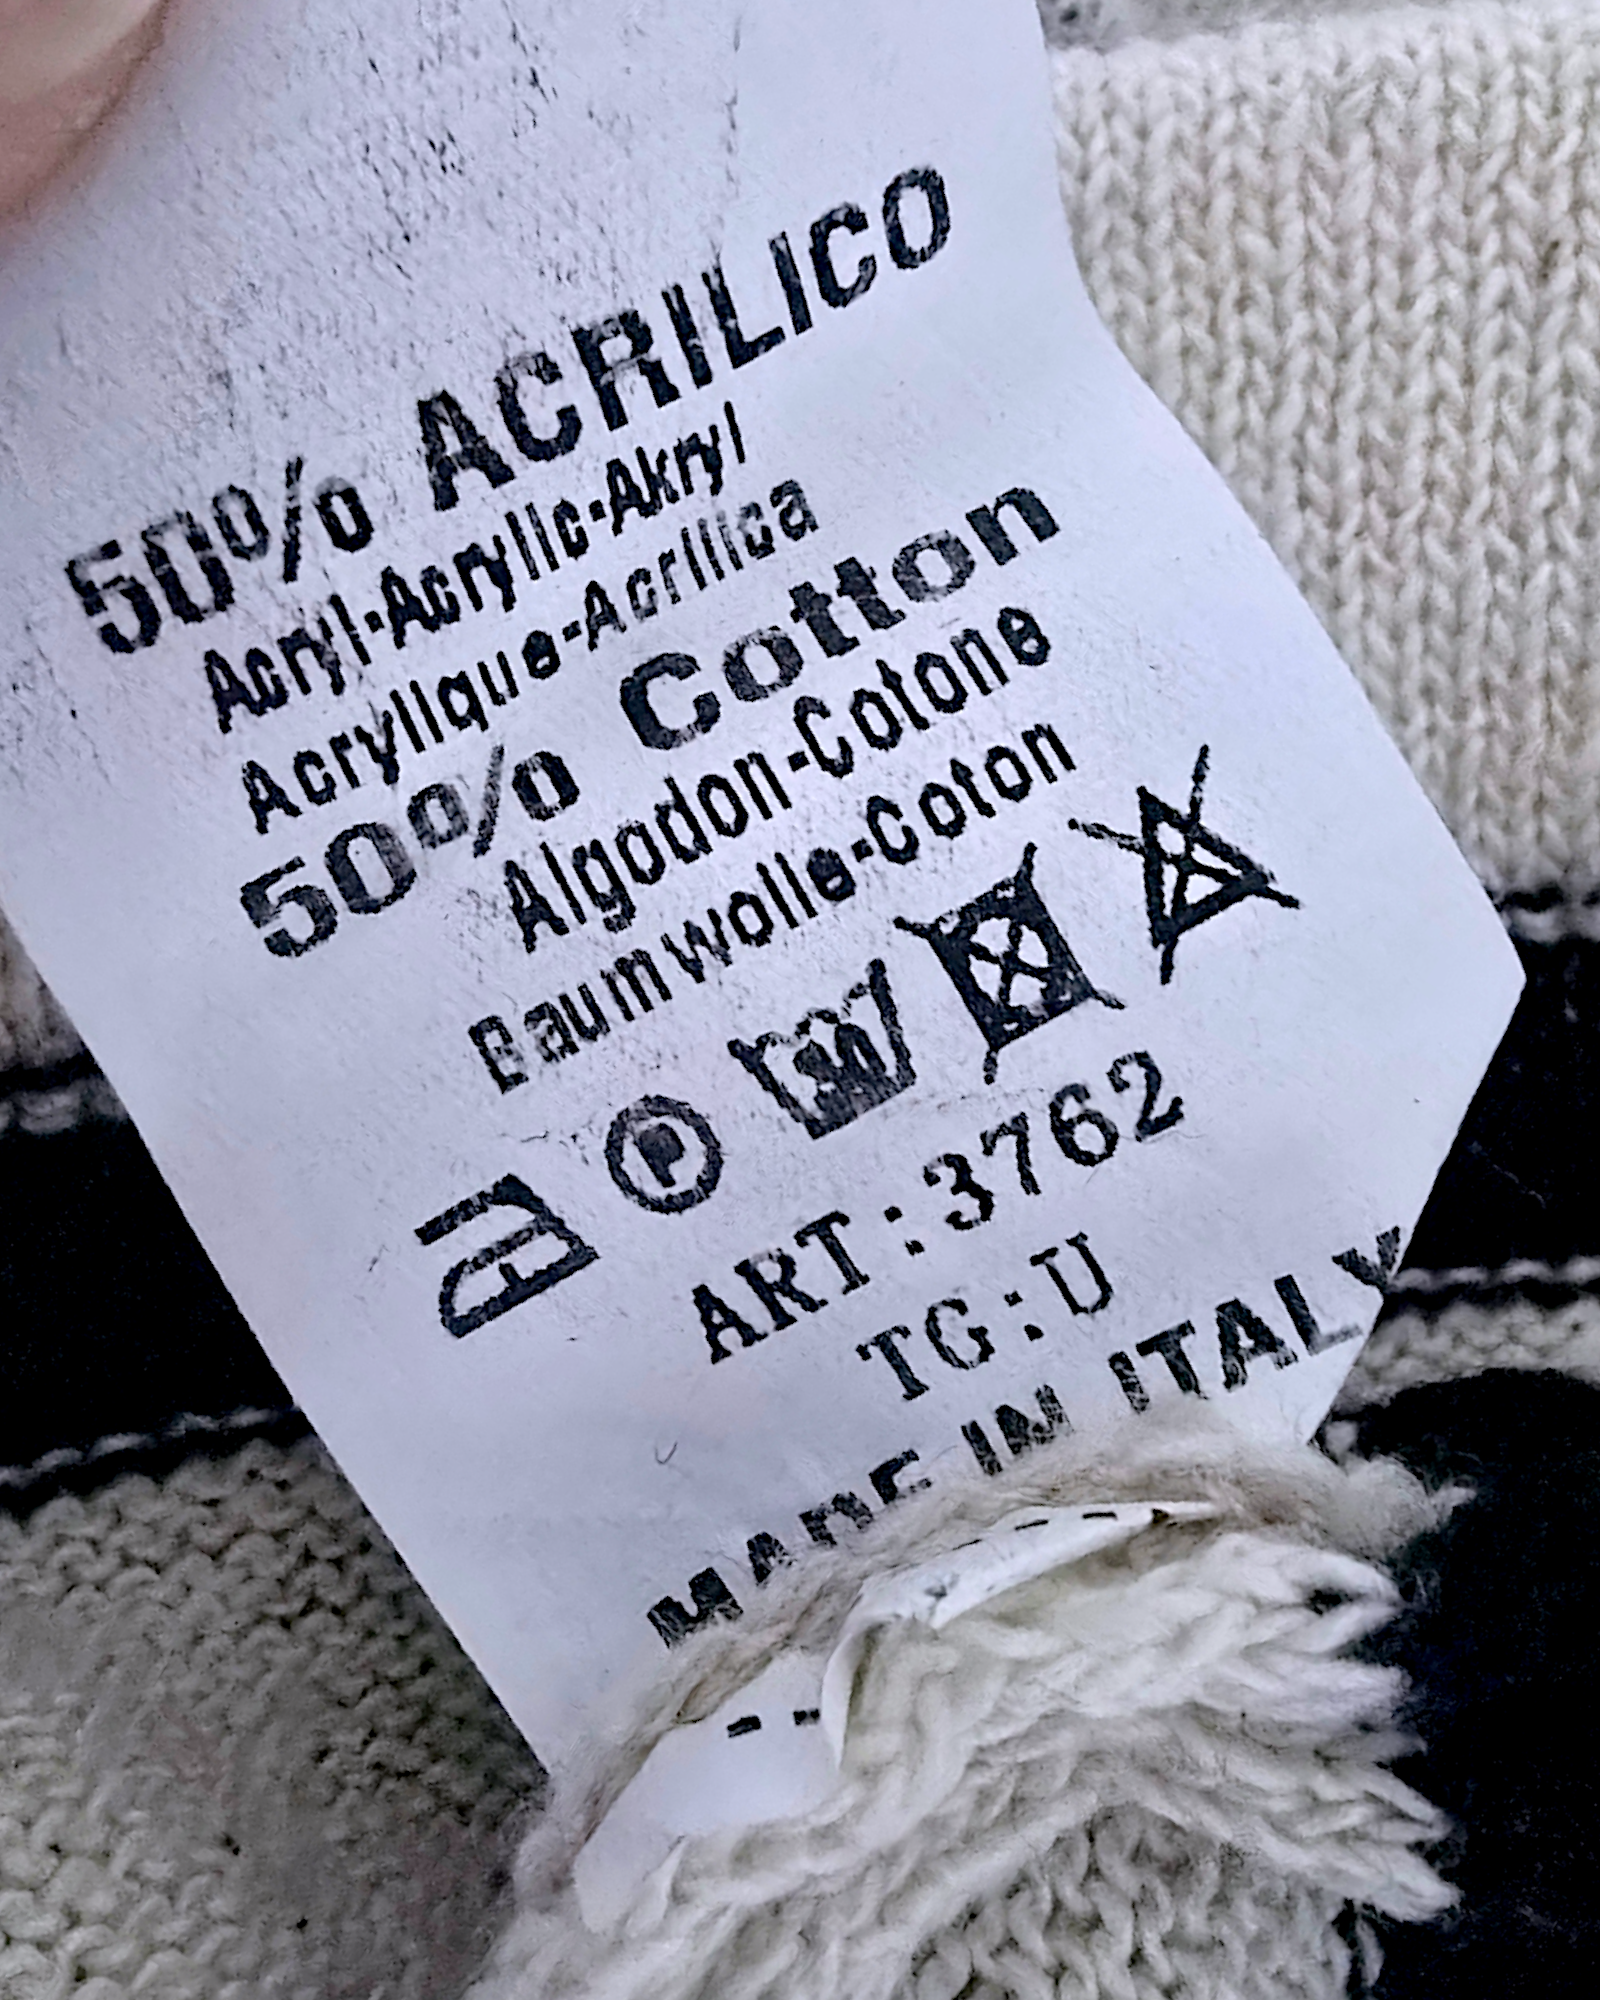 50% ACRILICO
Acryl-Acrylic-Akryl
Acrylique-Acrilica
50% Cotton
Algodon-Cotone
Baumwolle-Coton
P
ART:3762
TG:U
MADE IN ITALY